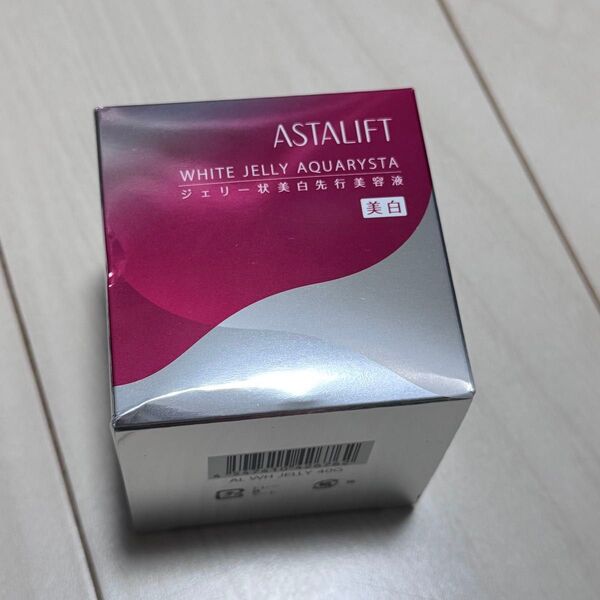 ASTALIFT
WHITE JELLY AQUARYSTA
ジェリー状美白先行美容液
美白
AL WH JELLY 40G